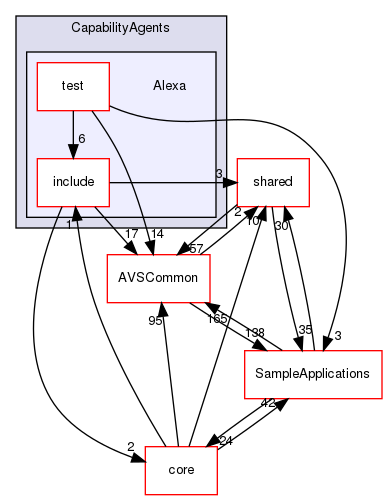 CapabilityAgents
test
Alexa
6
include
3
shared
1
17
14
2
10
30
57
AVSCommon
95
165
138
35
3
SampleApplications
42
2
24
core